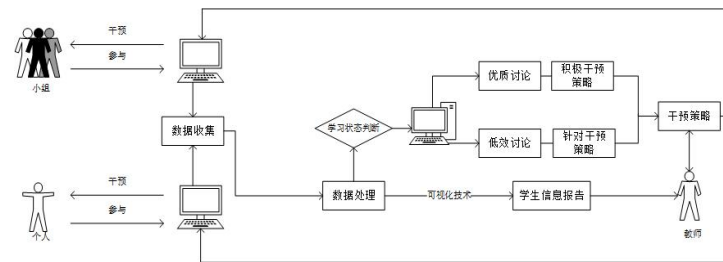 干预
参与
小组
数据收集
学习状态判断
优质讨论
积极干预
策略
低效讨论
针对干预
策略
干预策略
干预
参与
个人
数据处理
可视化技术
学生信息报告
教师